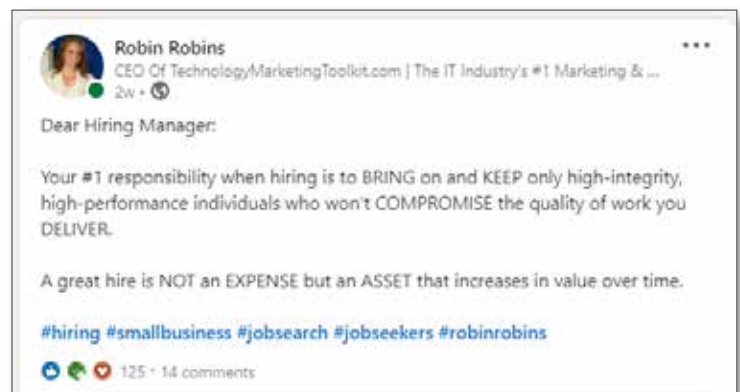 Robin Robins
CEO Of TechnologyMarketingToolkit.com | The IT Industry's #1 Marketing & ...
2w •
Dear Hiring Manager:
Your #1 responsibility when hiring is to BRING on and KEEP only high-integrity,
high-performance individuals who won't COMPROMISE the quality of work you
DELIVER.
A great hire is NOT an EXPENSE but an ASSET that increases in value over time.
#hiring #smallbusiness #jobsearch #jobseekers #robinrobins
125 · 14 comments